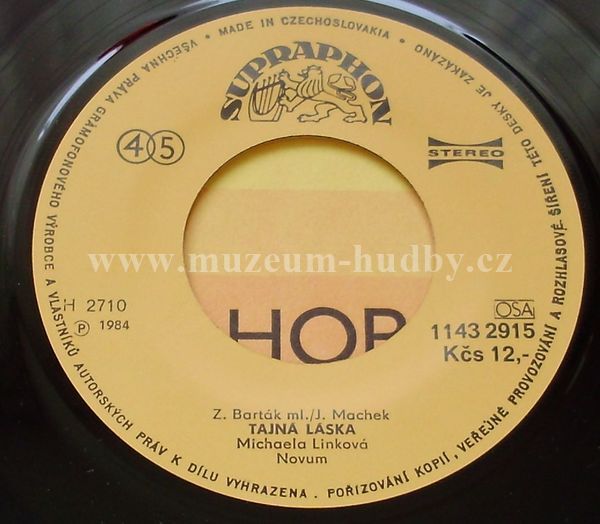 MADE IN CZECHOSLOVAKIA •
VŠECHNA PRÁVA GRAMOFONOVÉHO VÝROBCE A VLASTNÍKŮ AUTORSKÝCH PRÁV K DÍLU VYHRAZENA. POŘIZOVÁNÍ KOPIÍ, VEŘEJNÉ PROVOZOVÁNÍ A ROZHLASOVÉ ŠÍŘENÍ TÉTO DESKY JE ZAKÁZÁNO •
SUPRAPHON
45
STEREO
www.muzeum-hudby.cz
H 2710
Ⓟ 1984
HOR
OSA
1143 2915
Kčs 12,-
Z. Barták ml./J. Machek
TAJNÁ LÁSKA
Michaela Linková
Novum